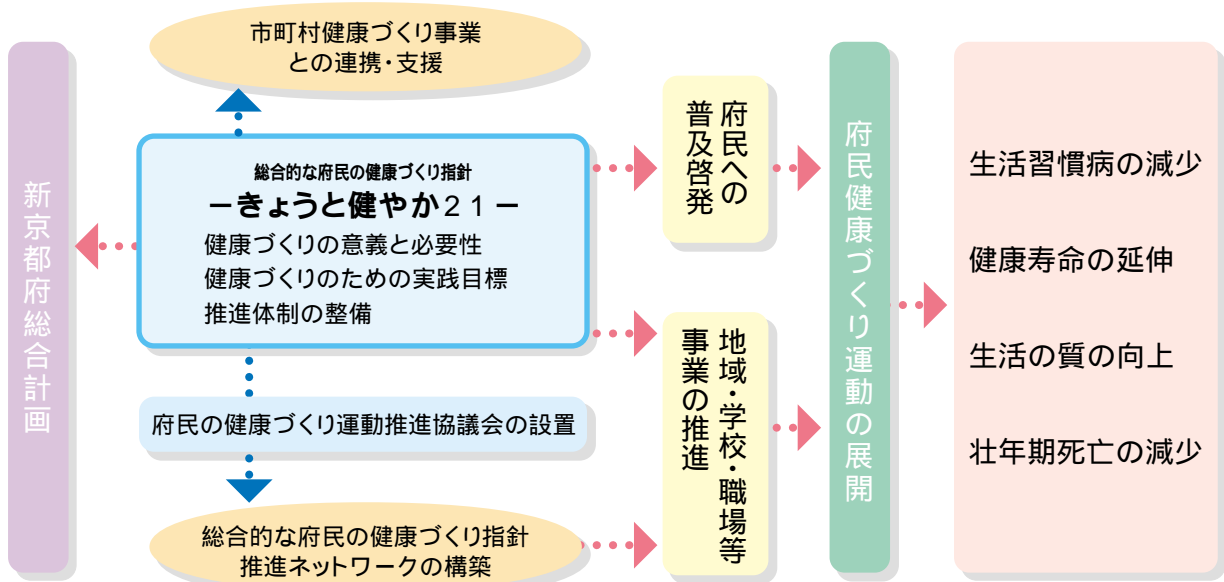 新京都府総合計画
市町村健康づくり事業
との連携・支援
総合的な府民の健康づくり指針
－きょうと健やか２１－
健康づくりの意義と必要性
健康づくりのための実践目標
推進体制の整備
府民の健康づくり運動推進協議会の設置
総合的な府民の健康づくり指針
推進ネットワークの構築
府民への
普及啓発
地域・学校・職場等
事業の推進
府民健康づくり運動の展開
生活習慣病の減少
健康寿命の延伸
生活の質の向上
壮年期死亡の減少